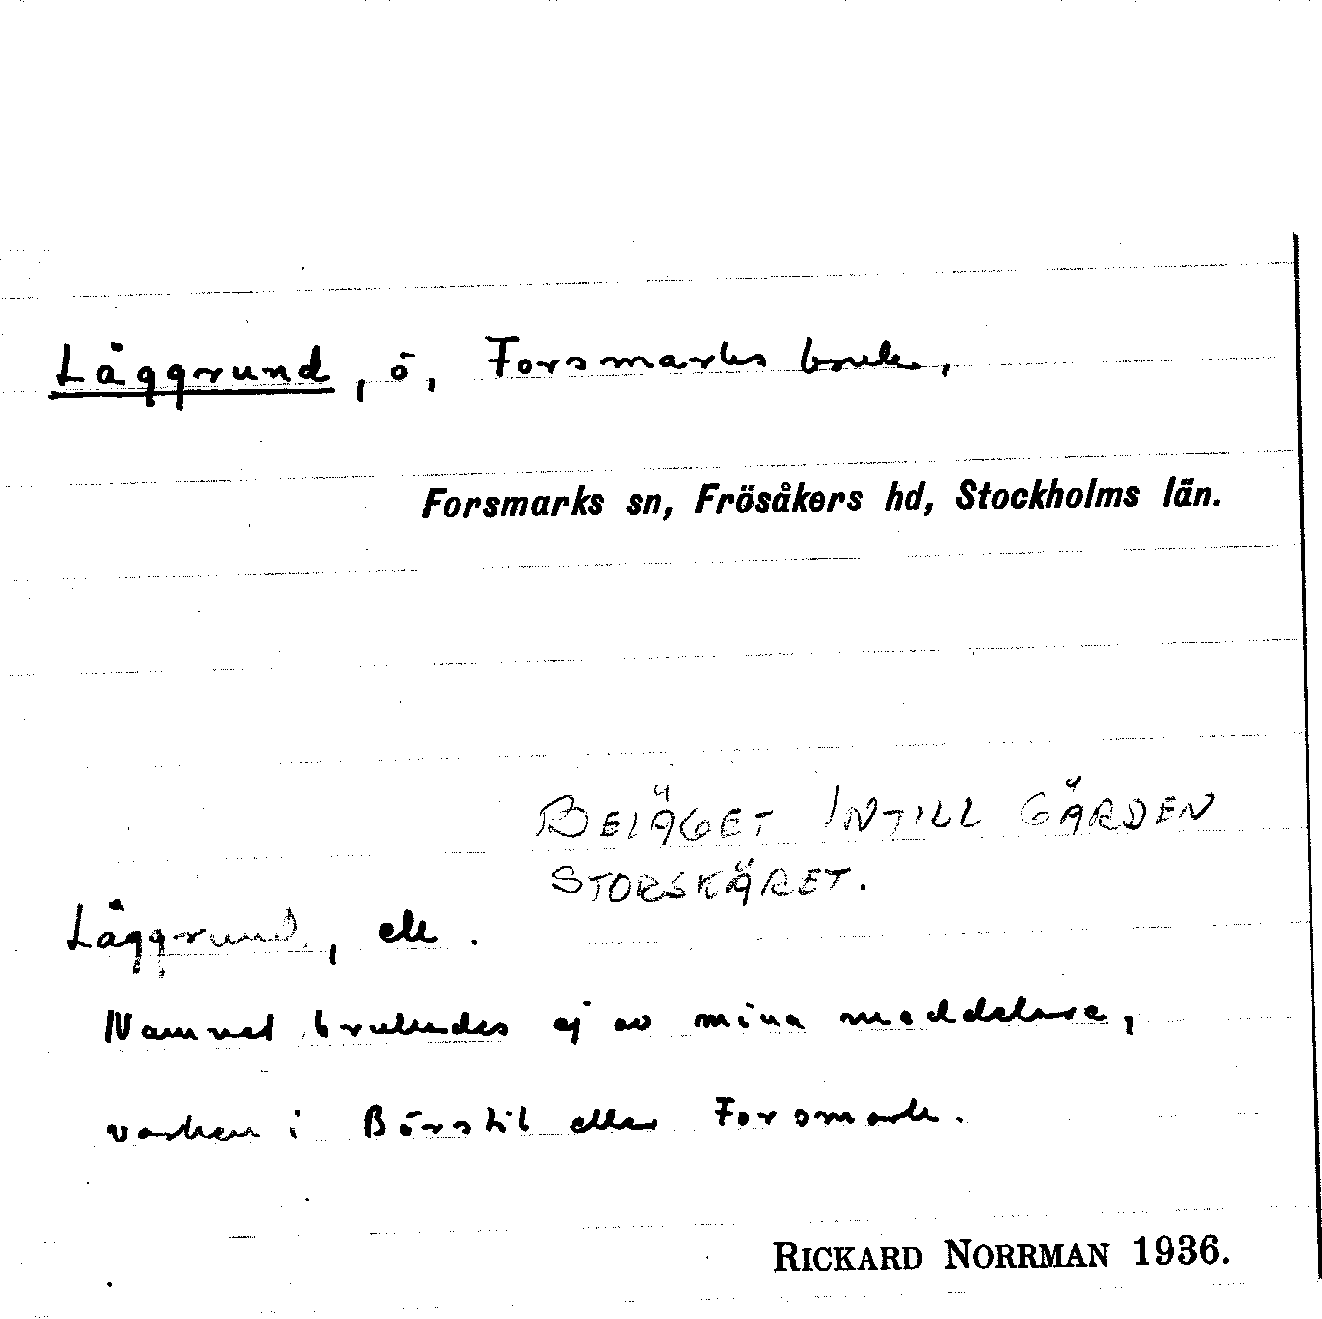 Låggrund, ö, Forsmarks bruk,
Forsmarks sn, Frösåkers hd, Stockholms län.
BELÄGET INTILL GÅRDEN
STORSKÄRET.
Låggrund, ek.
Namnet brukades ej av mina meddelare,
varken i Börstil eller Forsmark.
RICKARD NORRMAN 1936.